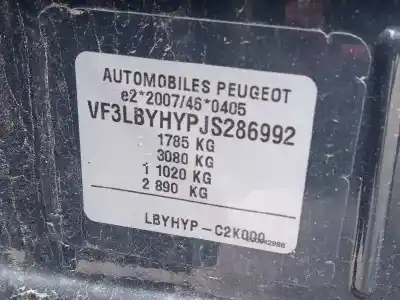 AUTOMOBILES PEUGEOT
e2*2007/46*0405
VF3LBYHYPJS286992
1785 KG
3080 KG
1 1020 KG
2 890 KG
LBYHYP-C2K000